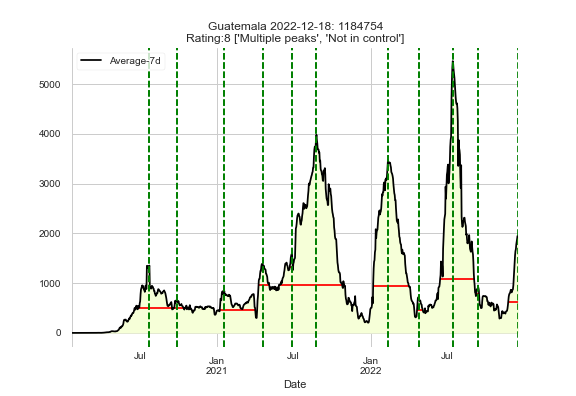 Guatemala 2022-12-18: 1184754
Rating:8 ['Multiple peaks', 'Not in control']
Average-7d
5000
4000
3000
2000
1000
0
Jul
Jan
2021
Jul
Jan
2022
Jul
Date